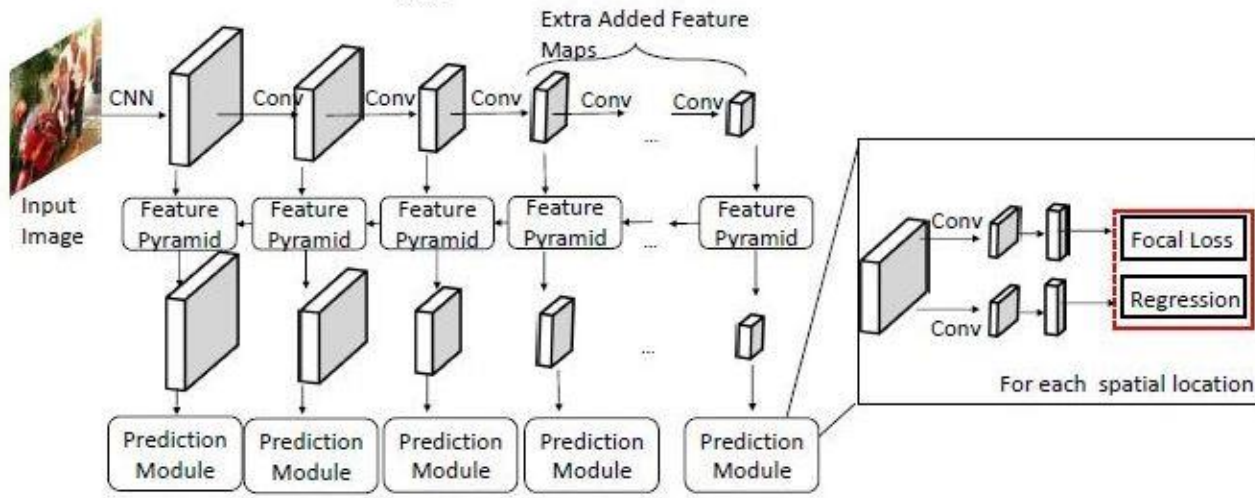 Extra Added Feature
Maps
CNN
Conv
Conv
Conv
Conv
Conv
...
Input
Image
Feature
Pyramid
Feature
Pyramid
Feature
Pyramid
Feature
Pyramid
...
Feature
Pyramid
Conv
Conv
Focal Loss
Regression
For each spatial location
...
Prediction
Module
Prediction
Module
Prediction
Module
Prediction
Module
Prediction
Module